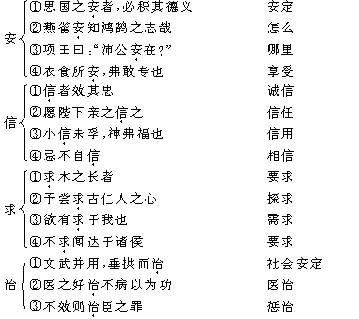 安
①思国之安者，必积其德义 安定
②燕雀安知鸿鹄之志哉 怎么
③项王曰：“沛公安在？” 哪里
④衣食所安，弗敢专也 享受
信
①信者效其忠 诚信
②愿陛下亲之信之 信任
③小信未孚，神弗福也 信用
④忌不自信 相信
求
①求木之长者 要求
②予尝求古仁人之心 探求
③欲有求于我也 需求
④不求闻达于诸侯 要求
治
①文武并用，垂拱而治 社会安定
②医之好治不病以为功 医治
③不效则治臣之罪 惩治